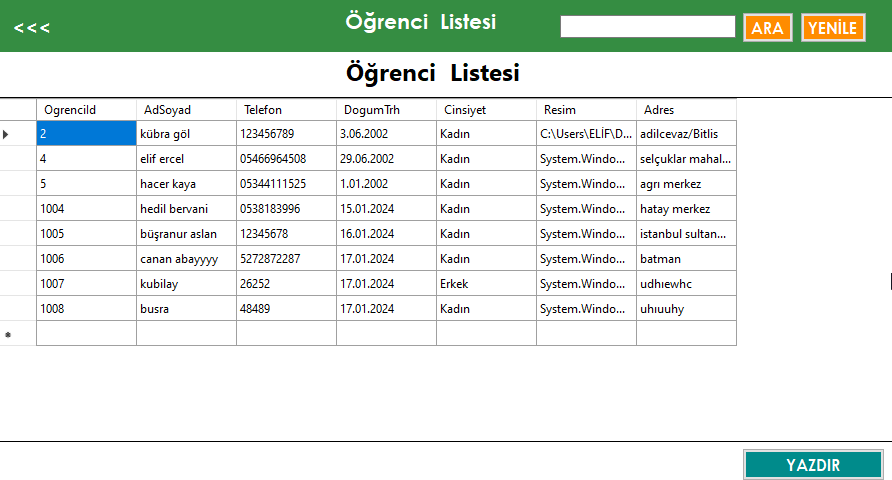 <<< Öğrenci Listesi ARA YENİLE
Öğrenci Listesi
OgrenciId AdSoyad Telefon DogumTrh Cinsiyet Resim Adres
2 kübra göl 123456789 3.06.2002 Kadın C:\Users\ELİF\D... adilcevaz/Bitlis
4 elif ercel 05466964508 29.06.2002 Kadın System.Windo... selçuklar mahal...
5 hacer kaya 05344111525 1.01.2002 Kadın System.Windo... agrı merkez
1004 hedil bervani 0538183996 15.01.2024 Kadın System.Windo... hatay merkez
1005 büşranur aslan 12345678 16.01.2024 Kadın System.Windo... istanbul sultan...
1006 canan abayyyy 5272872287 17.01.2024 Kadın System.Windo... batman
1007 kubilay 26252 17.01.2024 Erkek System.Windo... udhıewhc
1008 busra 48489 17.01.2024 Kadın System.Windo... uhıuuhy
YAZDIR